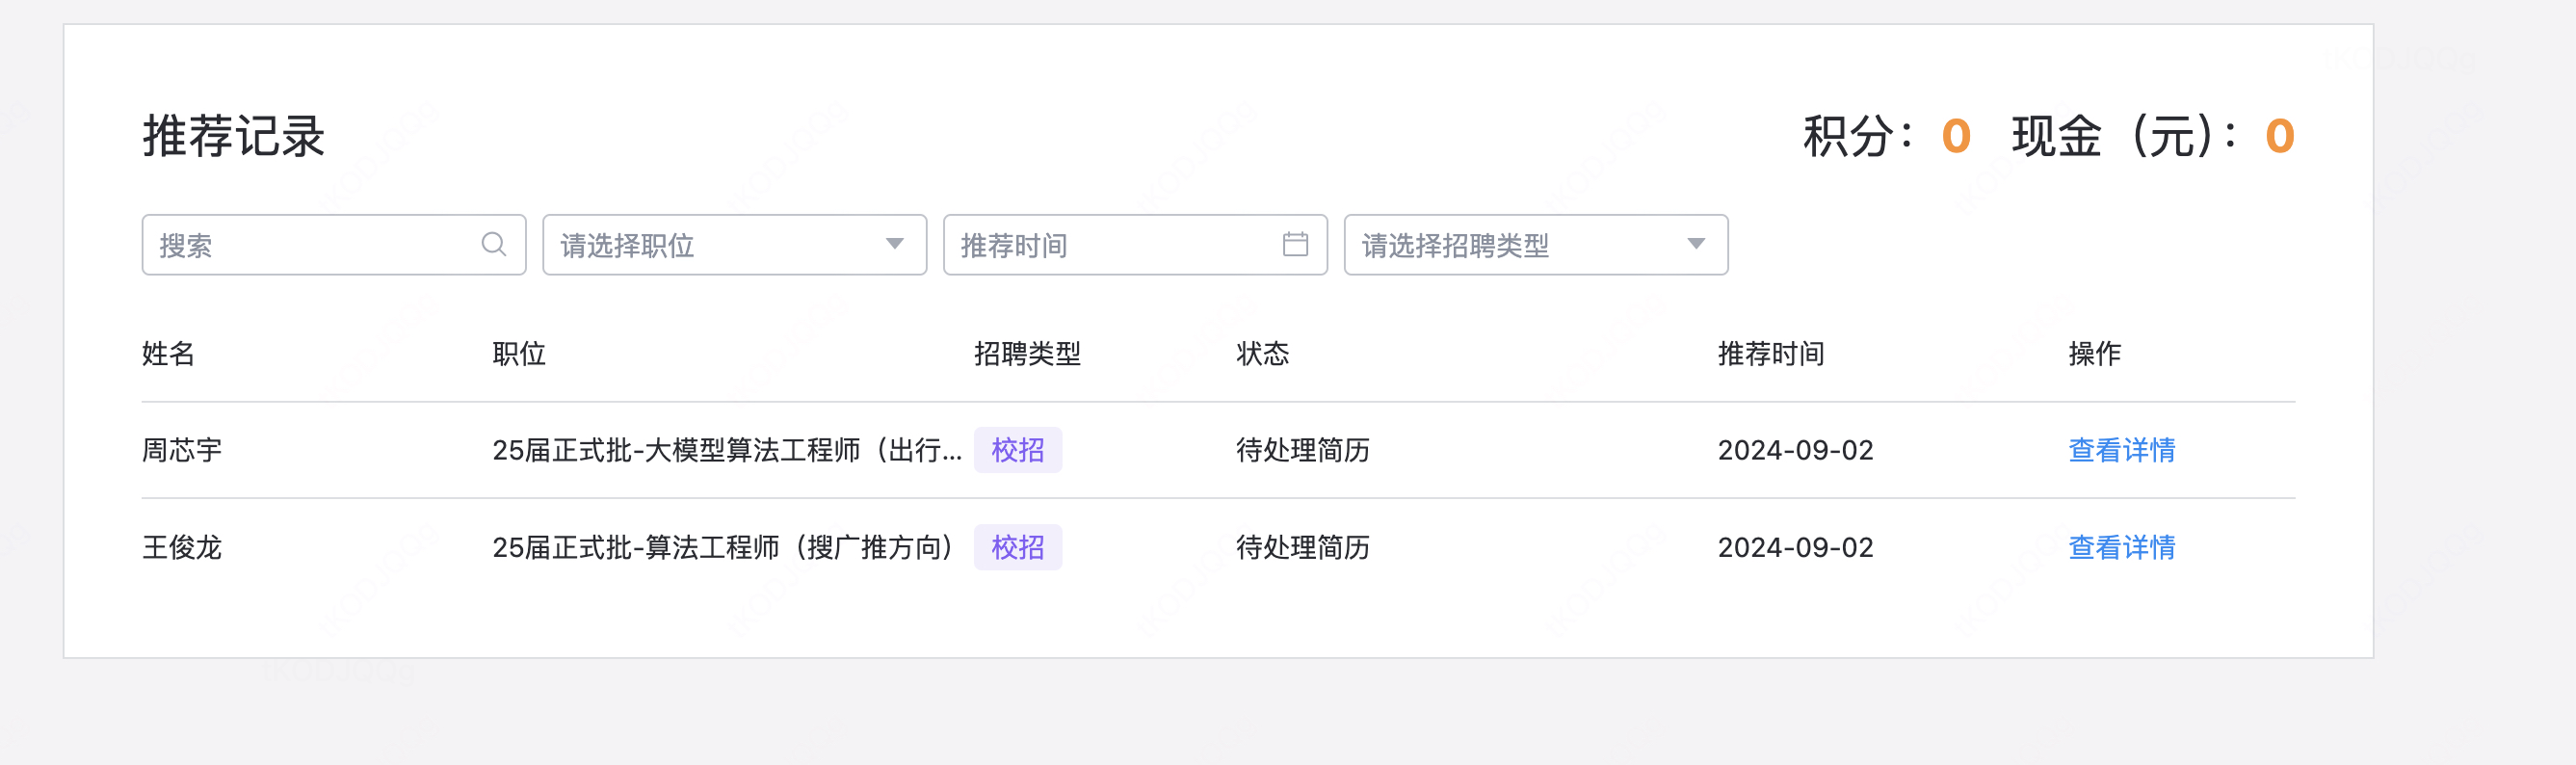 推荐记录 积分：0 现金（元）：0
搜索 请选择职位 推荐时间 请选择招聘类型
姓名 职位 招聘类型 状态 推荐时间 操作
周芯宇 25届正式批-大模型算法工程师（出行... 校招 待处理简历 2024-09-02 查看详情
王俊龙 25届正式批-算法工程师（搜广推方向） 校招 待处理简历 2024-09-02 查看详情